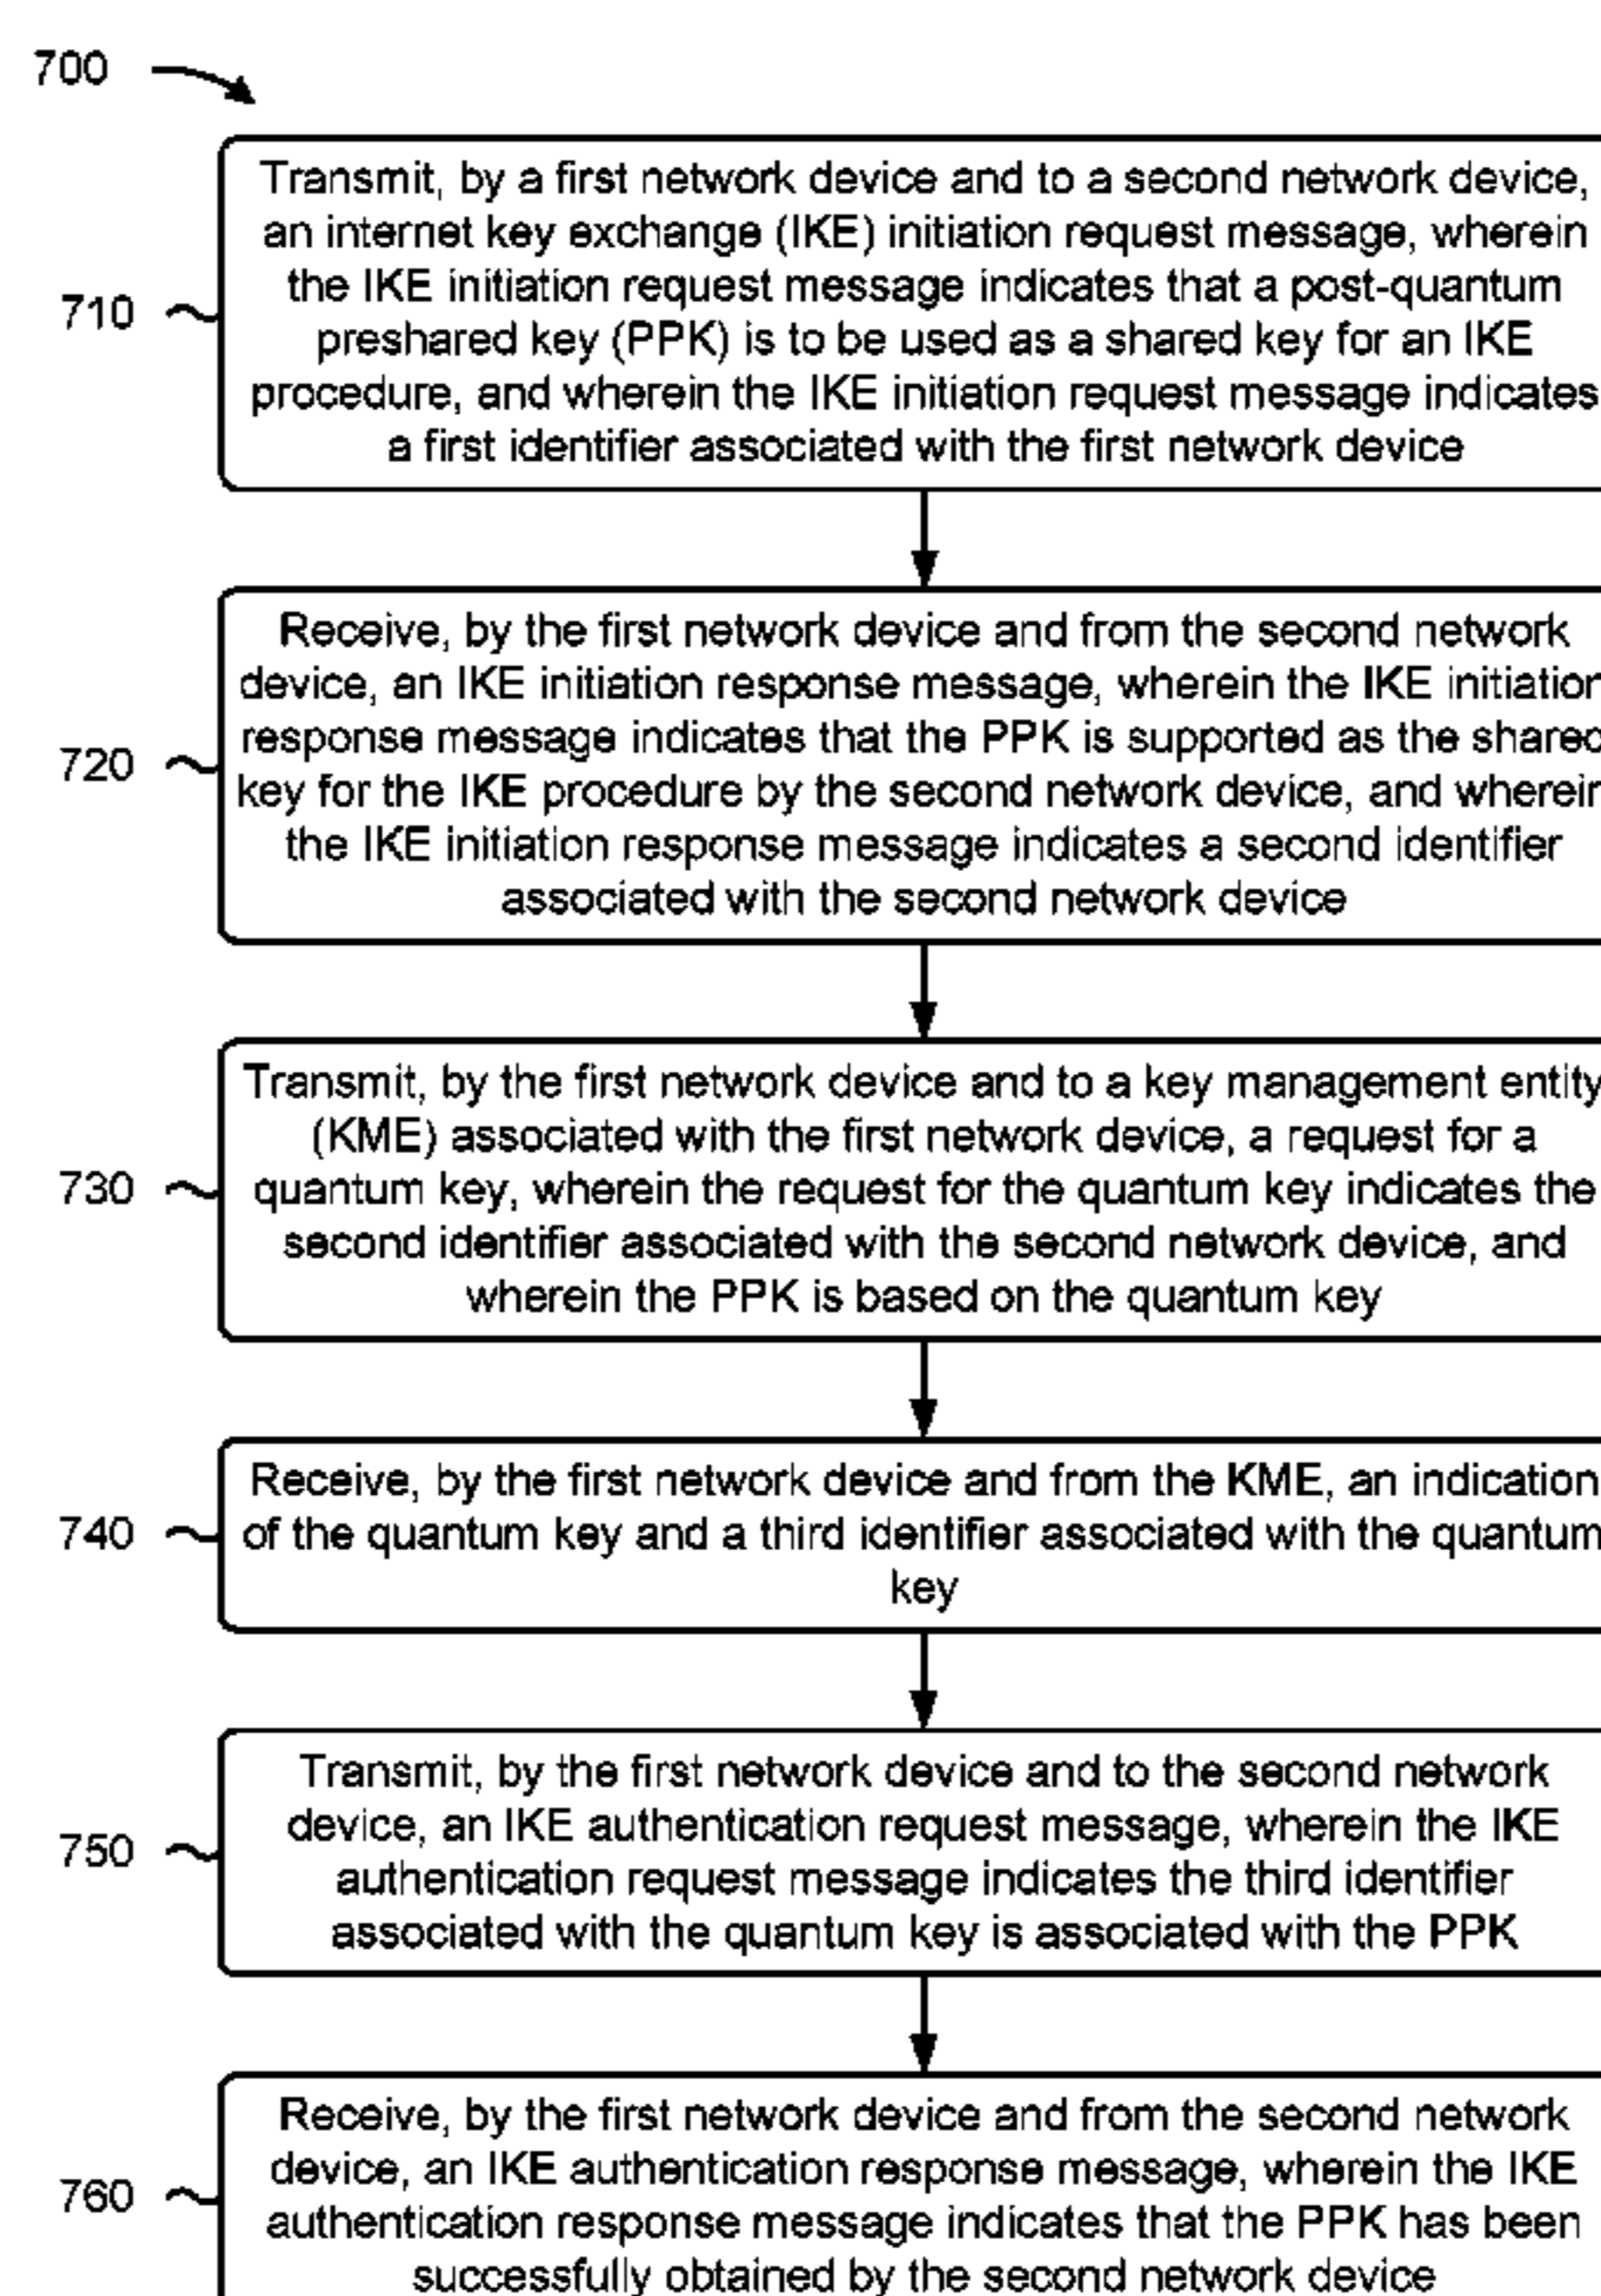 700
Transmit, by a first network device and to a second network device,
an internet key exchange (IKE) initiation request message, wherein
the IKE initiation request message indicates that a post-quantum
710
preshared key (PPK) is to be used as a shared key for an IKE
procedure, and wherein the IKE initiation request message indicates
a first identifier associated with the first network device
Receive, by the first network device and from the second network
device, an IKE initiation response message, wherein the IKE initiation
response message indicates that the PPK is supported as the shared
720
key for the IKE procedure by the second network device, and wherein
the IKE initiation response message indicates a second identifier
associated with the second network device
Transmit, by the first network device and to a key management entity
(KME) associated with the first network device, a request for a
730
quantum key, wherein the request for the quantum key indicates the
second identifier associated with the second network device, and
wherein the PPK is based on the quantum key
Receive, by the first network device and from the KME, an indication
740
of the quantum key and a third identifier associated with the quantum
key
Transmit, by the first network device and to the second network
device, an IKE authentication request message, wherein the IKE
750
authentication request message indicates the third identifier
associated with the quantum key is associated with the PPK
Receive, by the first network device and from the second network
device, an IKE authentication response message, wherein the IKE
760
authentication response message indicates that the PPK has been
successfully obtained by the second network device